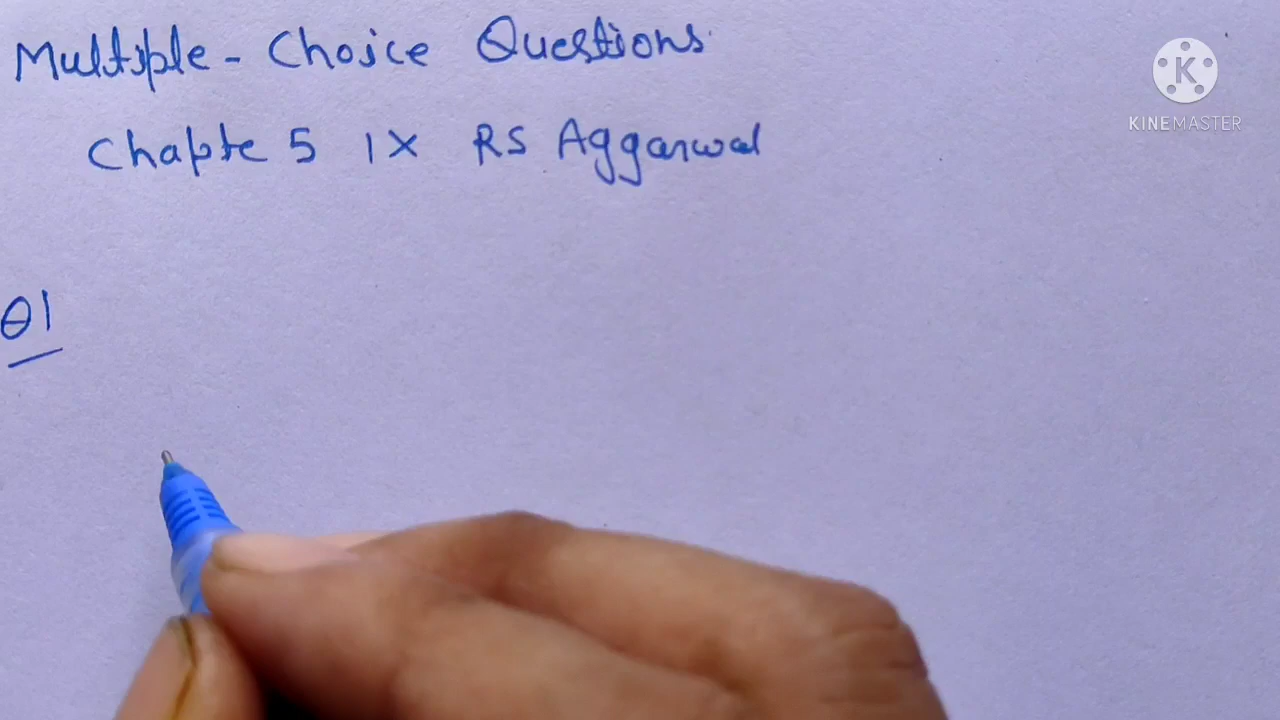 Multiple - Choice Questions
K
KINEMASTER
Chapte 5 IX RS Aggarwal
Q1